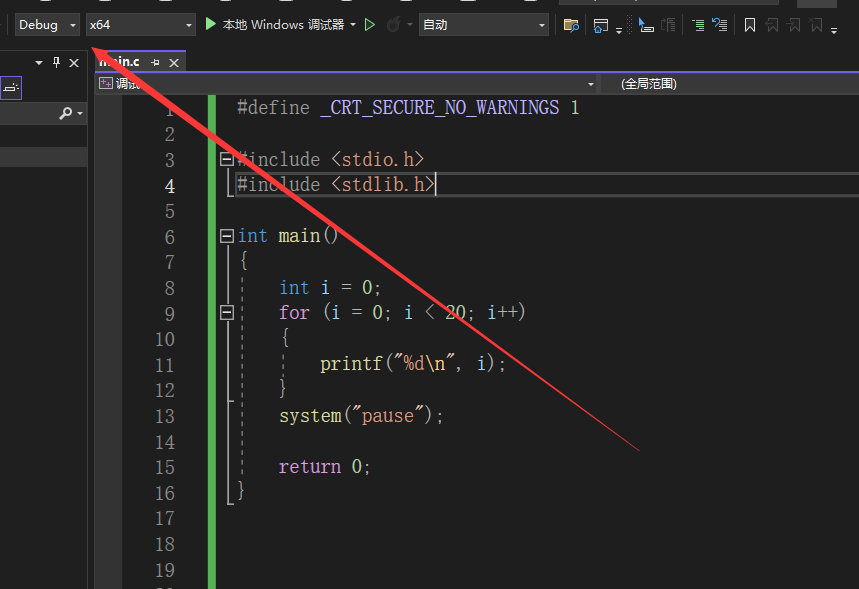 Debug x64 本地 Windows 调试器 自动
main.c
调试 (全局范围)
1 #define _CRT_SECURE_NO_WARNINGS 1
2
3 #include <stdio.h>
4 #include <stdlib.h>
5
6 int main()
7 {
8 int i = 0;
9 for (i = 0; i < 20; i++)
10 {
11 printf("%d\n", i);
12 }
13 system("pause");
14
15 return 0;
16 }
17
18
19